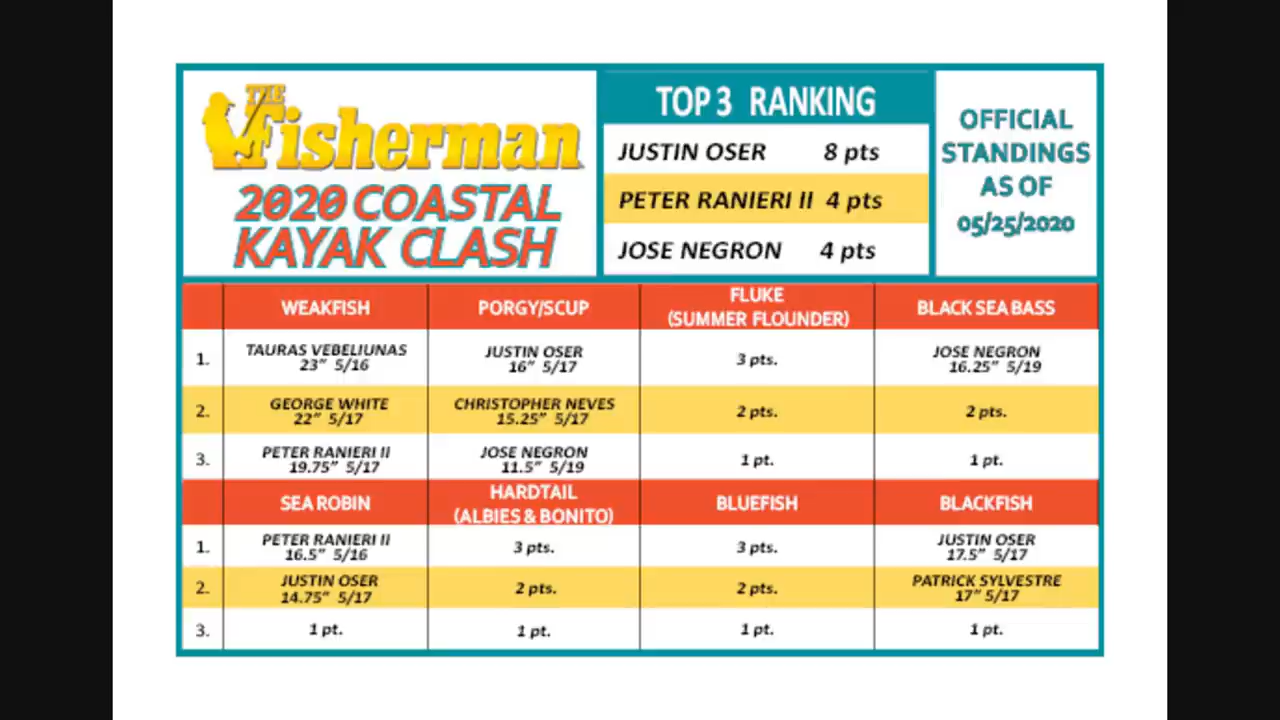 THE
Fisherman
2020 COASTAL
KAYAK CLASH
TOP 3 RANKING
JUSTIN OSER 8 pts
PETER RANIERI II 4 pts
JOSE NEGRON 4 pts
OFFICIAL
STANDINGS
AS OF
05/25/2020
WEAKFISH
PORGY/SCUP
FLUKE
(SUMMER FLOUNDER)
BLACK SEA BASS
1.
TAURAS VEBELIUNAS
23" 5/16
JUSTIN OSER
16" 5/17
3 pts.
JOSE NEGRON
16.25" 5/19
2.
GEORGE WHITE
22" 5/17
CHRISTOPHER NEVES
15.25" 5/17
2 pts.
2 pts.
3.
PETER RANIERI II
19.75" 5/17
JOSE NEGRON
11.5" 5/19
1 pt.
1 pt.
SEA ROBIN
HARDTAIL
(ALBIES & BONITO)
BLUEFISH
BLACKFISH
1.
PETER RANIERI II
16.5" 5/16
3 pts.
3 pts.
JUSTIN OSER
17.5" 5/17
2.
JUSTIN OSER
14.75" 5/17
2 pts.
2 pts.
PATRICK SYLVESTRE
17" 5/17
3.
1 pt.
1 pt.
1 pt.
1 pt.